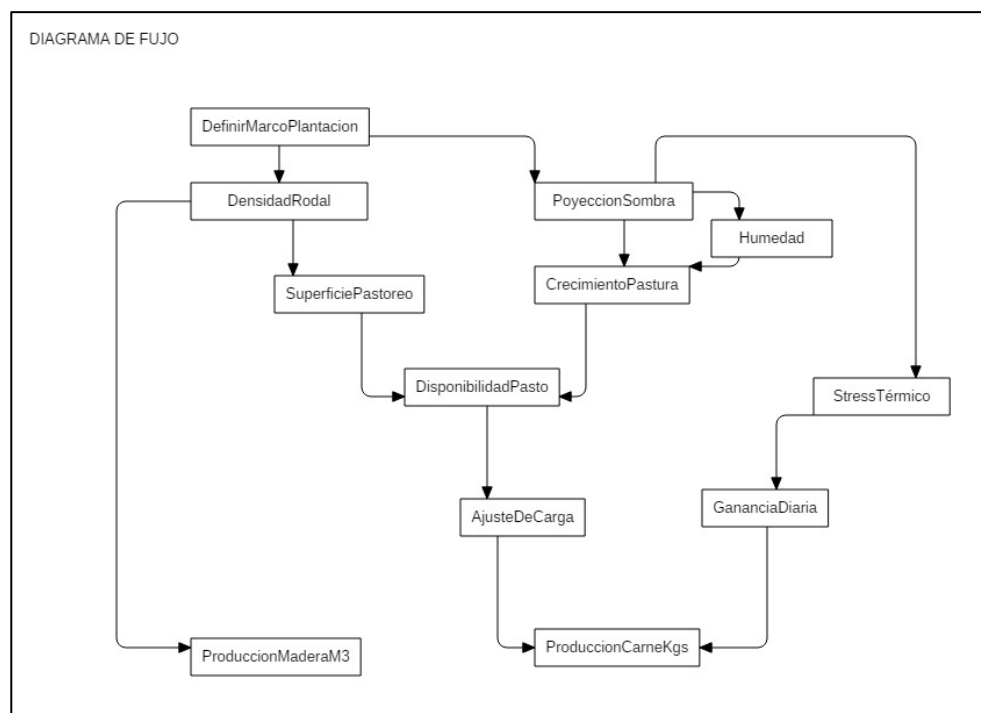 DIAGRAMA DE FUJO
DefinirMarcoPlantacion
DensidadRodal
PoyeccionSombra
Humedad
SuperficiePastoreo
CrecimientoPastura
DisponibilidadPasto
StressTérmico
AjusteDeCarga
GananciaDiaria
ProduccionMaderaM3
ProduccionCarneKgs